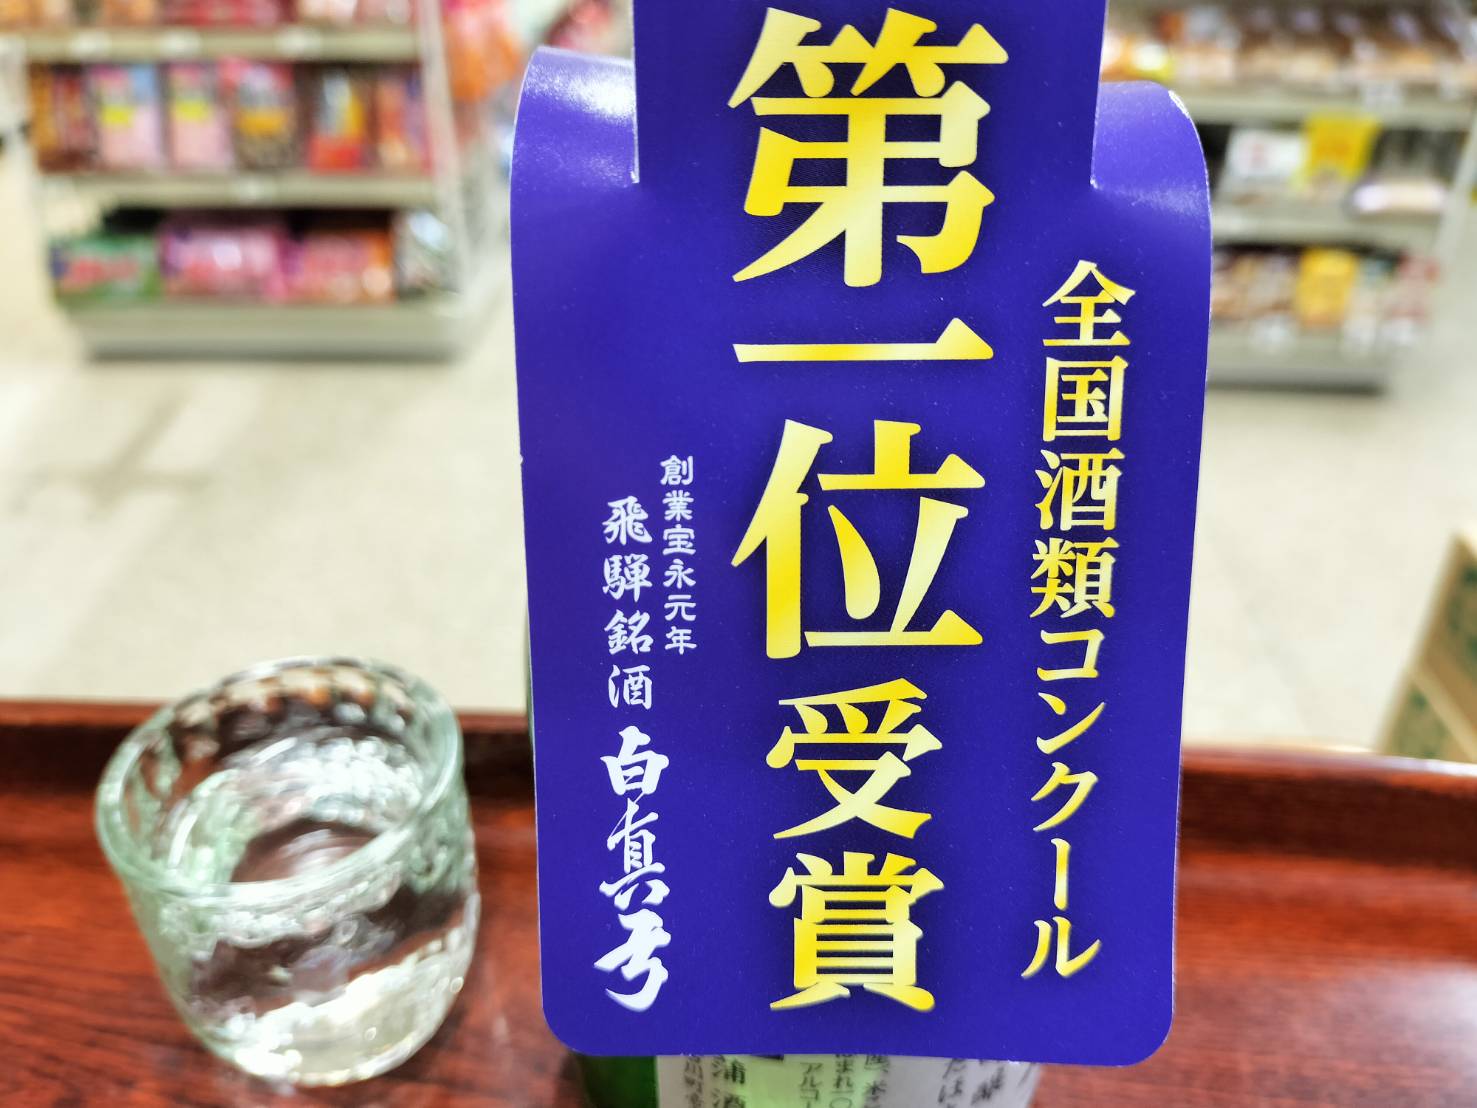 全国酒類コンクール
第一位受賞
創業宝永元年
飛騨銘酒
白真弓